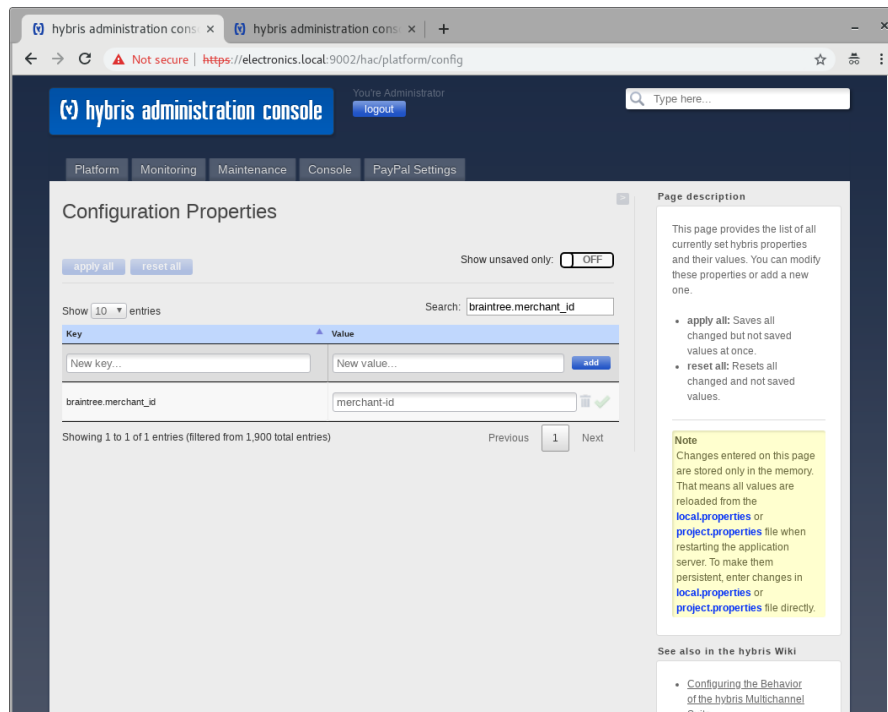 hybris administration cons
hybris administration cons
Not secure | https://electronics.local:9002/hac/platform/config
hybris administration console
You're Administrator
logout
Type here...
Platform Monitoring Maintenance Console PayPal Settings
Configuration Properties
Show unsaved only: OFF
apply all reset all
Show 10 entries
Search: braintree.merchant_id
Key Value
New key... New value... add
braintree.merchant_id merchant-id
Showing 1 to 1 of 1 entries (filtered from 1,900 total entries)
Previous 1 Next
Page description
This page provides the list of all
currently set hybris properties
and their values. You can modify
these properties or add a new
one.
apply all: Saves all
changed but not saved
values at once.
reset all: Resets all
changed and not saved
values.
Note
Changes entered on this page
are stored only in the memory.
That means all values are
reloaded from the
local.properties or
project.properties file when
restarting the application
server. To make them
persistent, enter changes in
local.properties or
project.properties file directly.
See also in the hybris Wiki
Configuring the Behavior
of the hybris Multichannel